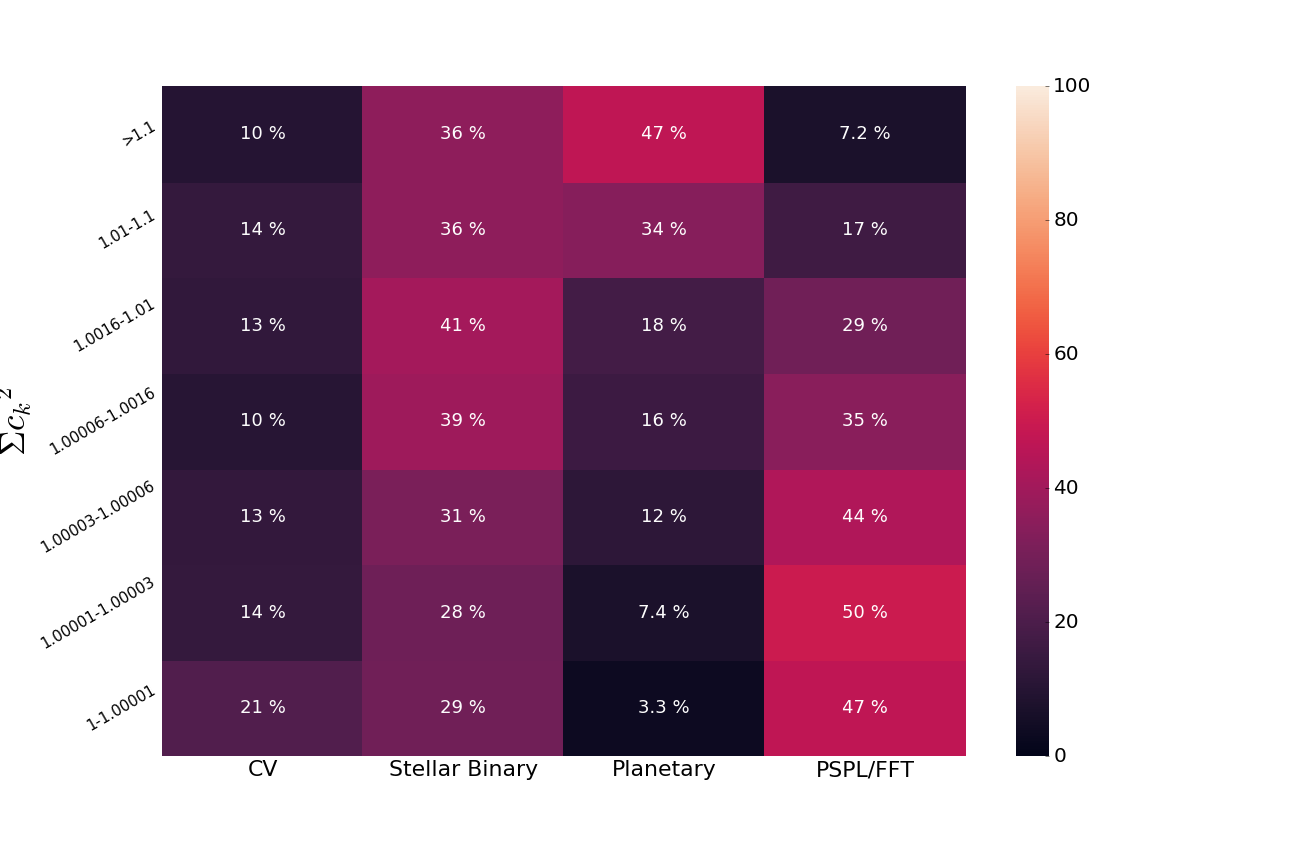 >1.1 10 % 36 % 47 % 7.2 %
1.01-1.1 14 % 36 % 34 % 17 %
1.0016-1.01 13 % 41 % 18 % 29 %
1.00006-1.0016 10 % 39 % 16 % 35 %
1.00003-1.00006 13 % 31 % 12 % 44 %
1.00001-1.00003 14 % 28 % 7.4 % 50 %
1-1.00001 21 % 29 % 3.3 % 47 %
CV Stellar Binary Planetary PSPL/FFT
Σc_k²
100
80
60
40
20
0